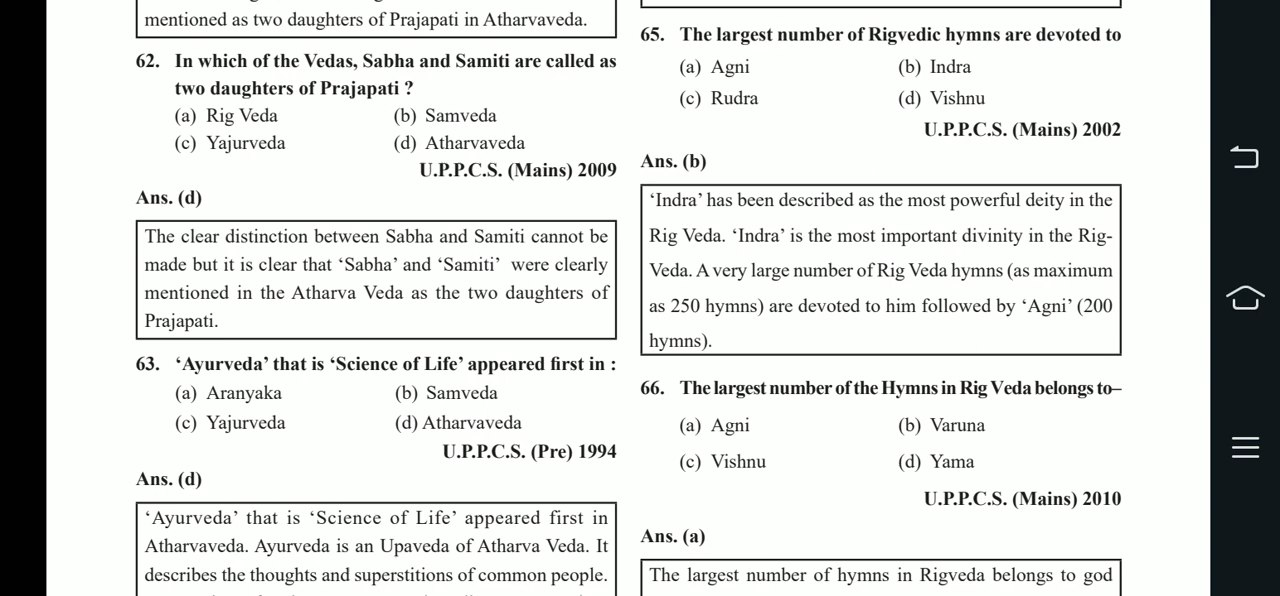 mentioned as two daughters of Prajapati in Atharvaveda.
62. In which of the Vedas, Sabha and Samiti are called as
two daughters of Prajapati ?
(a) Rig Veda (b) Samveda
(c) Yajurveda (d) Atharvaveda
U.P.P.C.S. (Mains) 2009
Ans. (d)
The clear distinction between Sabha and Samiti cannot be
made but it is clear that ‘Sabha’ and ‘Samiti’ were clearly
mentioned in the Atharva Veda as the two daughters of
Prajapati.
63. ‘Ayurveda’ that is ‘Science of Life’ appeared first in :
(a) Aranyaka (b) Samveda
(c) Yajurveda (d) Atharvaveda
U.P.P.C.S. (Pre) 1994
Ans. (d)
‘Ayurveda’ that is ‘Science of Life’ appeared first in
Atharvaveda. Ayurveda is an Upaveda of Atharva Veda. It
describes the thoughts and superstitions of common people.
65. The largest number of Rigvedic hymns are devoted to
(a) Agni (b) Indra
(c) Rudra (d) Vishnu
U.P.P.C.S. (Mains) 2002
Ans. (b)
‘Indra’ has been described as the most powerful deity in the
Rig Veda. ‘Indra’ is the most important divinity in the Rig-
Veda. A very large number of Rig Veda hymns (as maximum
as 250 hymns) are devoted to him followed by ‘Agni’ (200
hymns).
66. The largest number of the Hymns in Rig Veda belongs to–
(a) Agni (b) Varuna
(c) Vishnu (d) Yama
U.P.P.C.S. (Mains) 2010
Ans. (a)
The largest number of hymns in Rigveda belongs to god